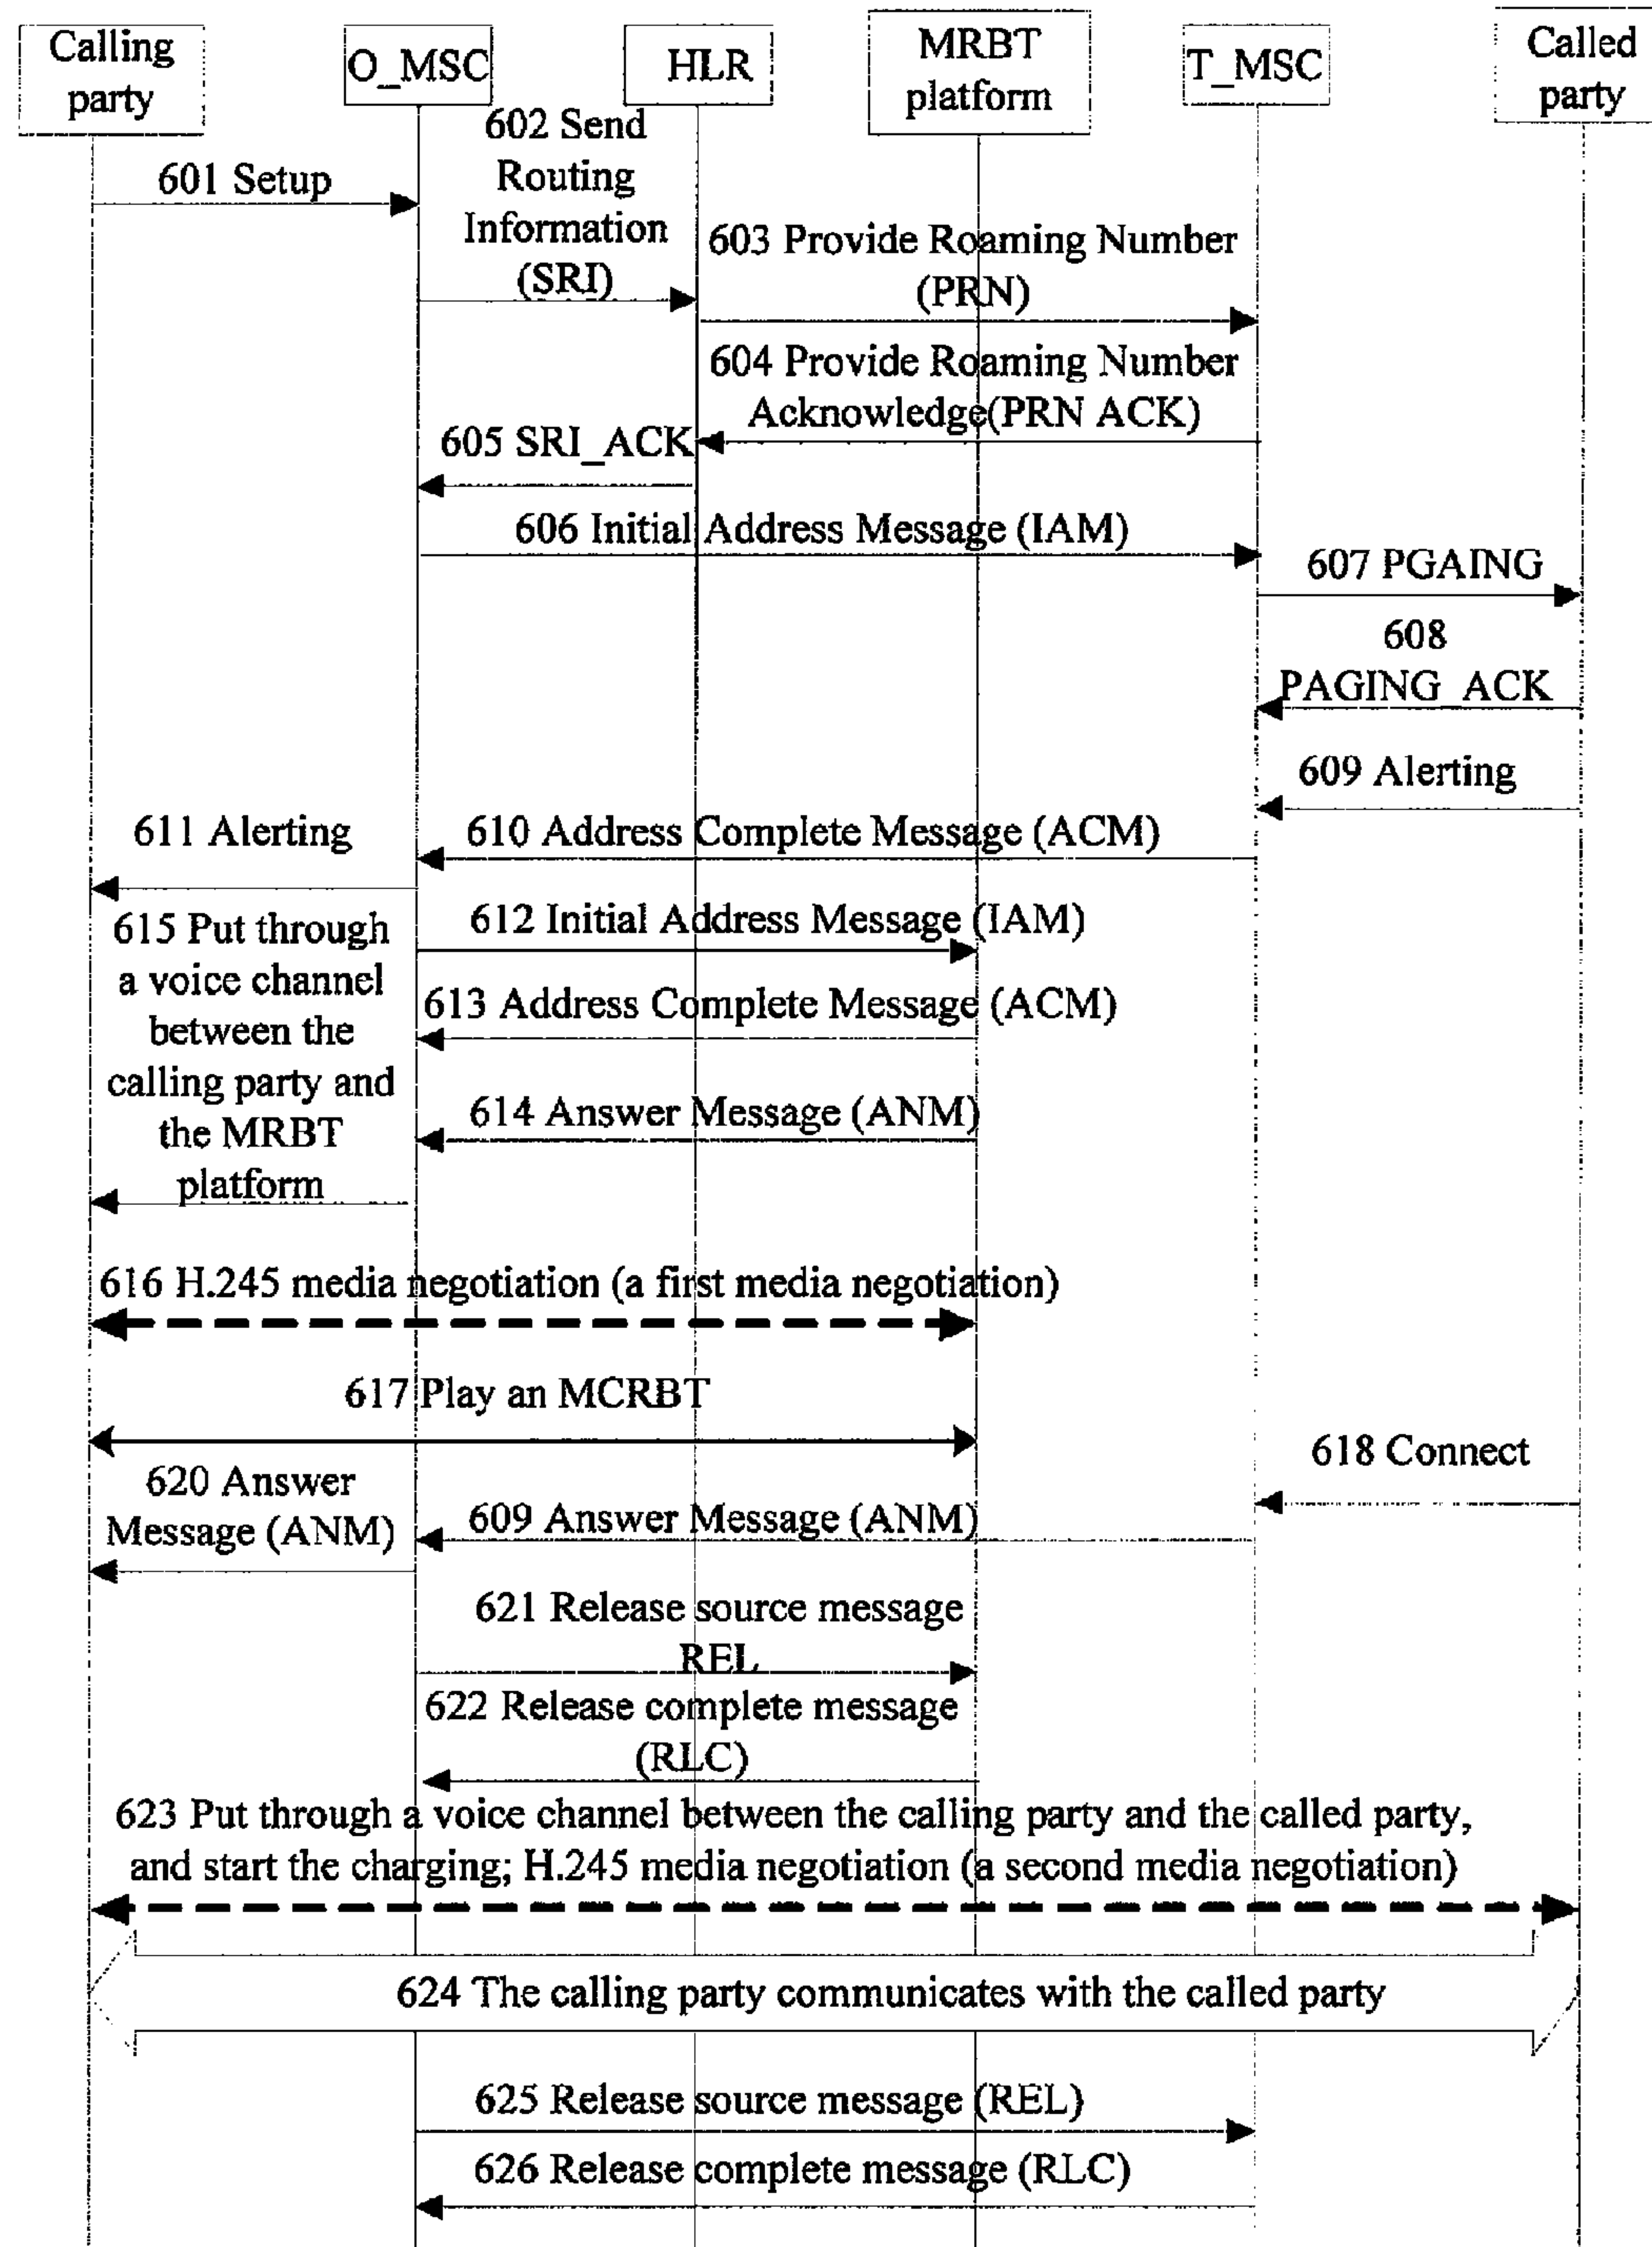 Calling
party
O_MSC
HLR
MRBT
platform
T_MSC
Called
party
601 Setup
602 Send
Routing
Information
(SRI)
603 Provide Roaming Number
(PRN)
604 Provide Roaming Number
Acknowledge(PRN ACK)
605 SRI_ACK
606 Initial Address Message (IAM)
607 PGAING
608
PAGING_ACK
609 Alerting
610 Address Complete Message (ACM)
611 Alerting
612 Initial Address Message (IAM)
613 Address Complete Message (ACM)
614 Answer Message (ANM)
615 Put through
a voice channel
between the
calling party and
the MRBT
platform
616 H.245 media negotiation (a first media negotiation)
617 Play an MCRBT
618 Connect
609 Answer Message (ANM)
620 Answer
Message (ANM)
621 Release source message
REL
622 Release complete message
(RLC)
623 Put through a voice channel between the calling party and the called party,
and start the charging; H.245 media negotiation (a second media negotiation)
624 The calling party communicates with the called party
625 Release source message (REL)
626 Release complete message (RLC)